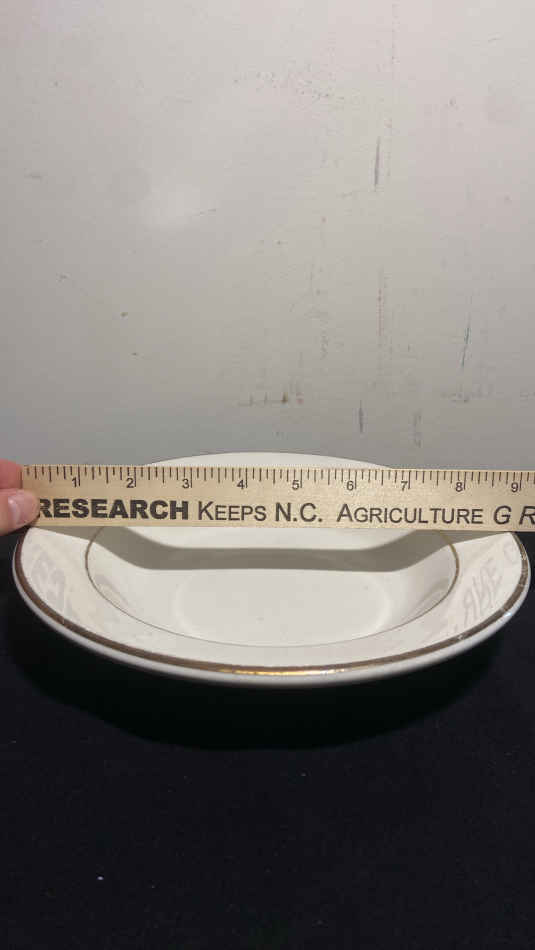 1 2 3 4 5 6 7 8 9
RESEARCH KEEPS N.C. AGRICULTURE G R